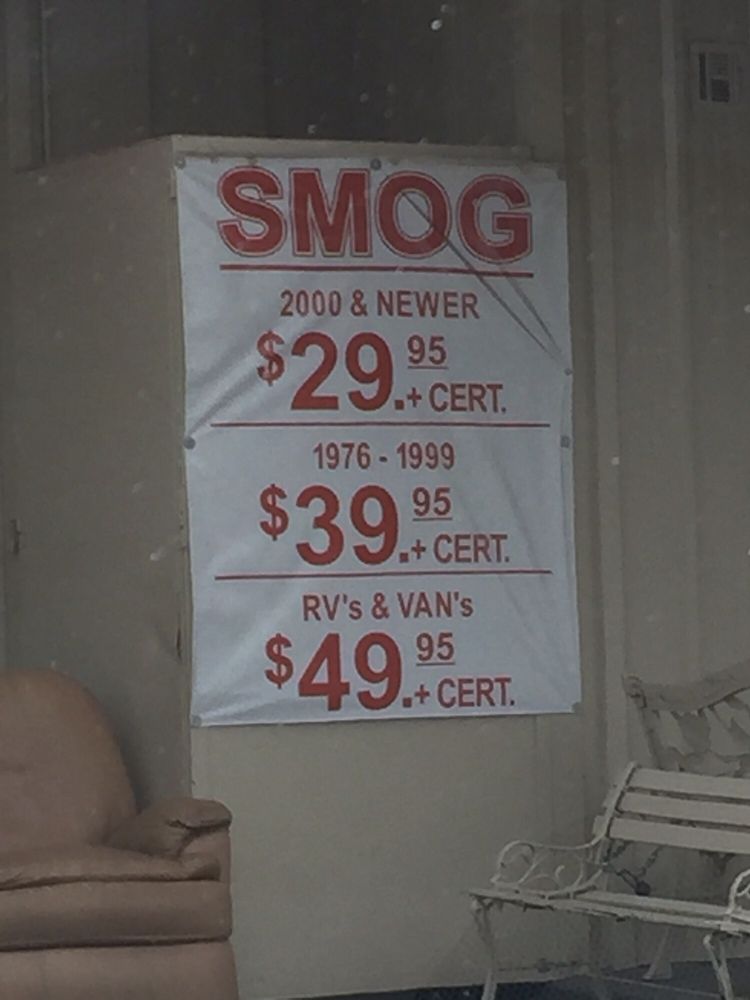 SMOG
2000 & NEWER
$29.95+ CERT.
1976 - 1999
$39.95+ CERT.
RV's & VAN's
$49.95+ CERT.